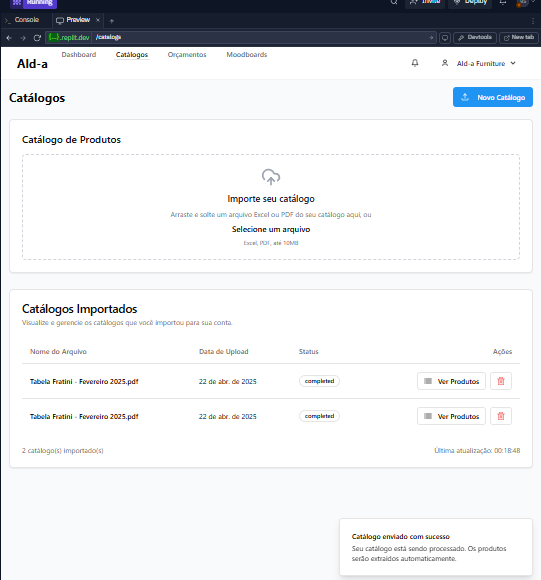 Running
Invite
Deploy
Console
Preview
{...}.replit.dev /catalogs
Devtools
New tab
Ald-a
Dashboard
Catálogos
Orçamentos
Moodboards
Ald-a Furniture
Catálogos
Novo Catálogo
Catálogo de Produtos
Importe seu catálogo
Arraste e solte um arquivo Excel ou PDF do seu catálogo aqui, ou
Selecione um arquivo
Excel, PDF, até 10MB
Catálogos Importados
Visualize e gerencie os catálogos que você importou para sua conta.
Nome do Arquivo Data de Upload Status Ações
Tabela Fratini - Fevereiro 2025.pdf 22 de abr. de 2025 completed Ver Produtos
Tabela Fratini - Fevereiro 2025.pdf 22 de abr. de 2025 completed Ver Produtos
2 catálogo(s) importado(s) Última atualização: 00:18:48
Catálogo enviado com sucesso
Seu catálogo está sendo processado. Os produtos
serão extraídos automaticamente.